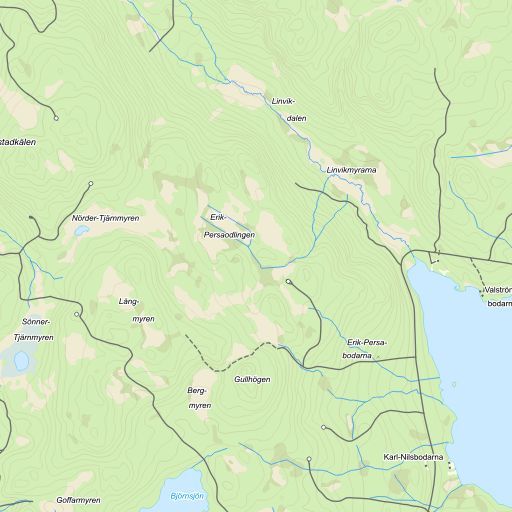 Linvik-
dalen
stadkälen
Linvikmyrarna
Nörder-Tjärnmyren
Erik-
Persaodlingen
Valströn
bodarn
Lång-
myren
Sönner-
Tjärnmyren
Erik-Persa-
bodarna
Gullhögen
Berg-
myren
Karl-Nilsbodarna
Björnsjön
Goffarmyren